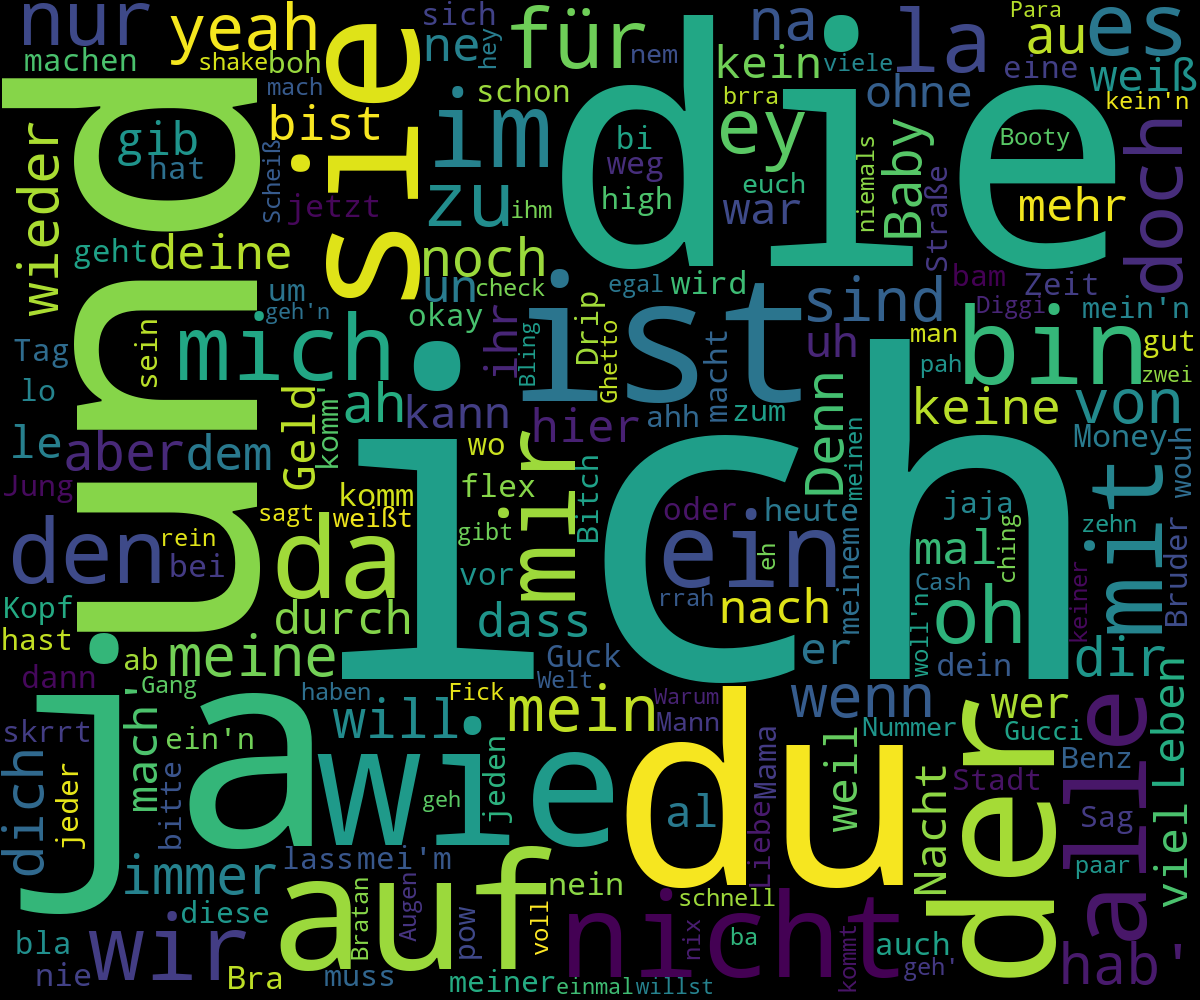 nur
yeah
sich
ne
hey
für
nem
na
la
Para
au
es
machen
shake
boh
mach
schon
kein
viele
ohne
eine
weiß
kein'n
und
sie
die
gib
hat
bist
Scheiß
im
brra
ey
bi
weg
high
euch
niemals
Baby
Booty
Straße
mehr
doch
wieder
jetzt
zu
ihm
war
geht
deine
noch
un
check
egal
wird
bam
Zeit
um
geh'n
okay
ihr
ist
sind
Diggi
mein'n
sein
mich
Bling
Drip
Ghetto
macht
uh
man
bin
gut
pah
zwei
Tag
lo
le
aber
dem
Geld
komm'
ah
kann
wo
mir
hier
ahh
zum
Denn
meinen
keine
von
Money
Jung
komm
weißt
sagt
flex
gibt
Bitch
ich
oder
heute
jaja
mit
wouh
den
rein
bei
da
vor
ein
eh
meinem
mal
ching
zehn
Bruder
Kopf
hast
durch
dass
rrah
nach
Cash
woll'n
oh
keiner
dann
ab
meine
Guck
er
dein
dir
Gang
haben
Fick
Welt
Warum
wenn
wer
skrrt
mach'
ein'n
will
mein
Mann
Nummer
Gucci
alle
Leben
dich
jeder
ja
bitte
wie
geh
jeden
du
al
Liebe
Mama
weil
Nacht
der
Benz
Stadt
Sag
viel
paar
immer
lass
mei'm
diese
auf
nein
schnell
bla
wir
Bratan
Augen
pow
voll
nicht
nix
ba
kommt
auch
geh'
hab'
nie
Bra
muss
meiner
einmal
willst